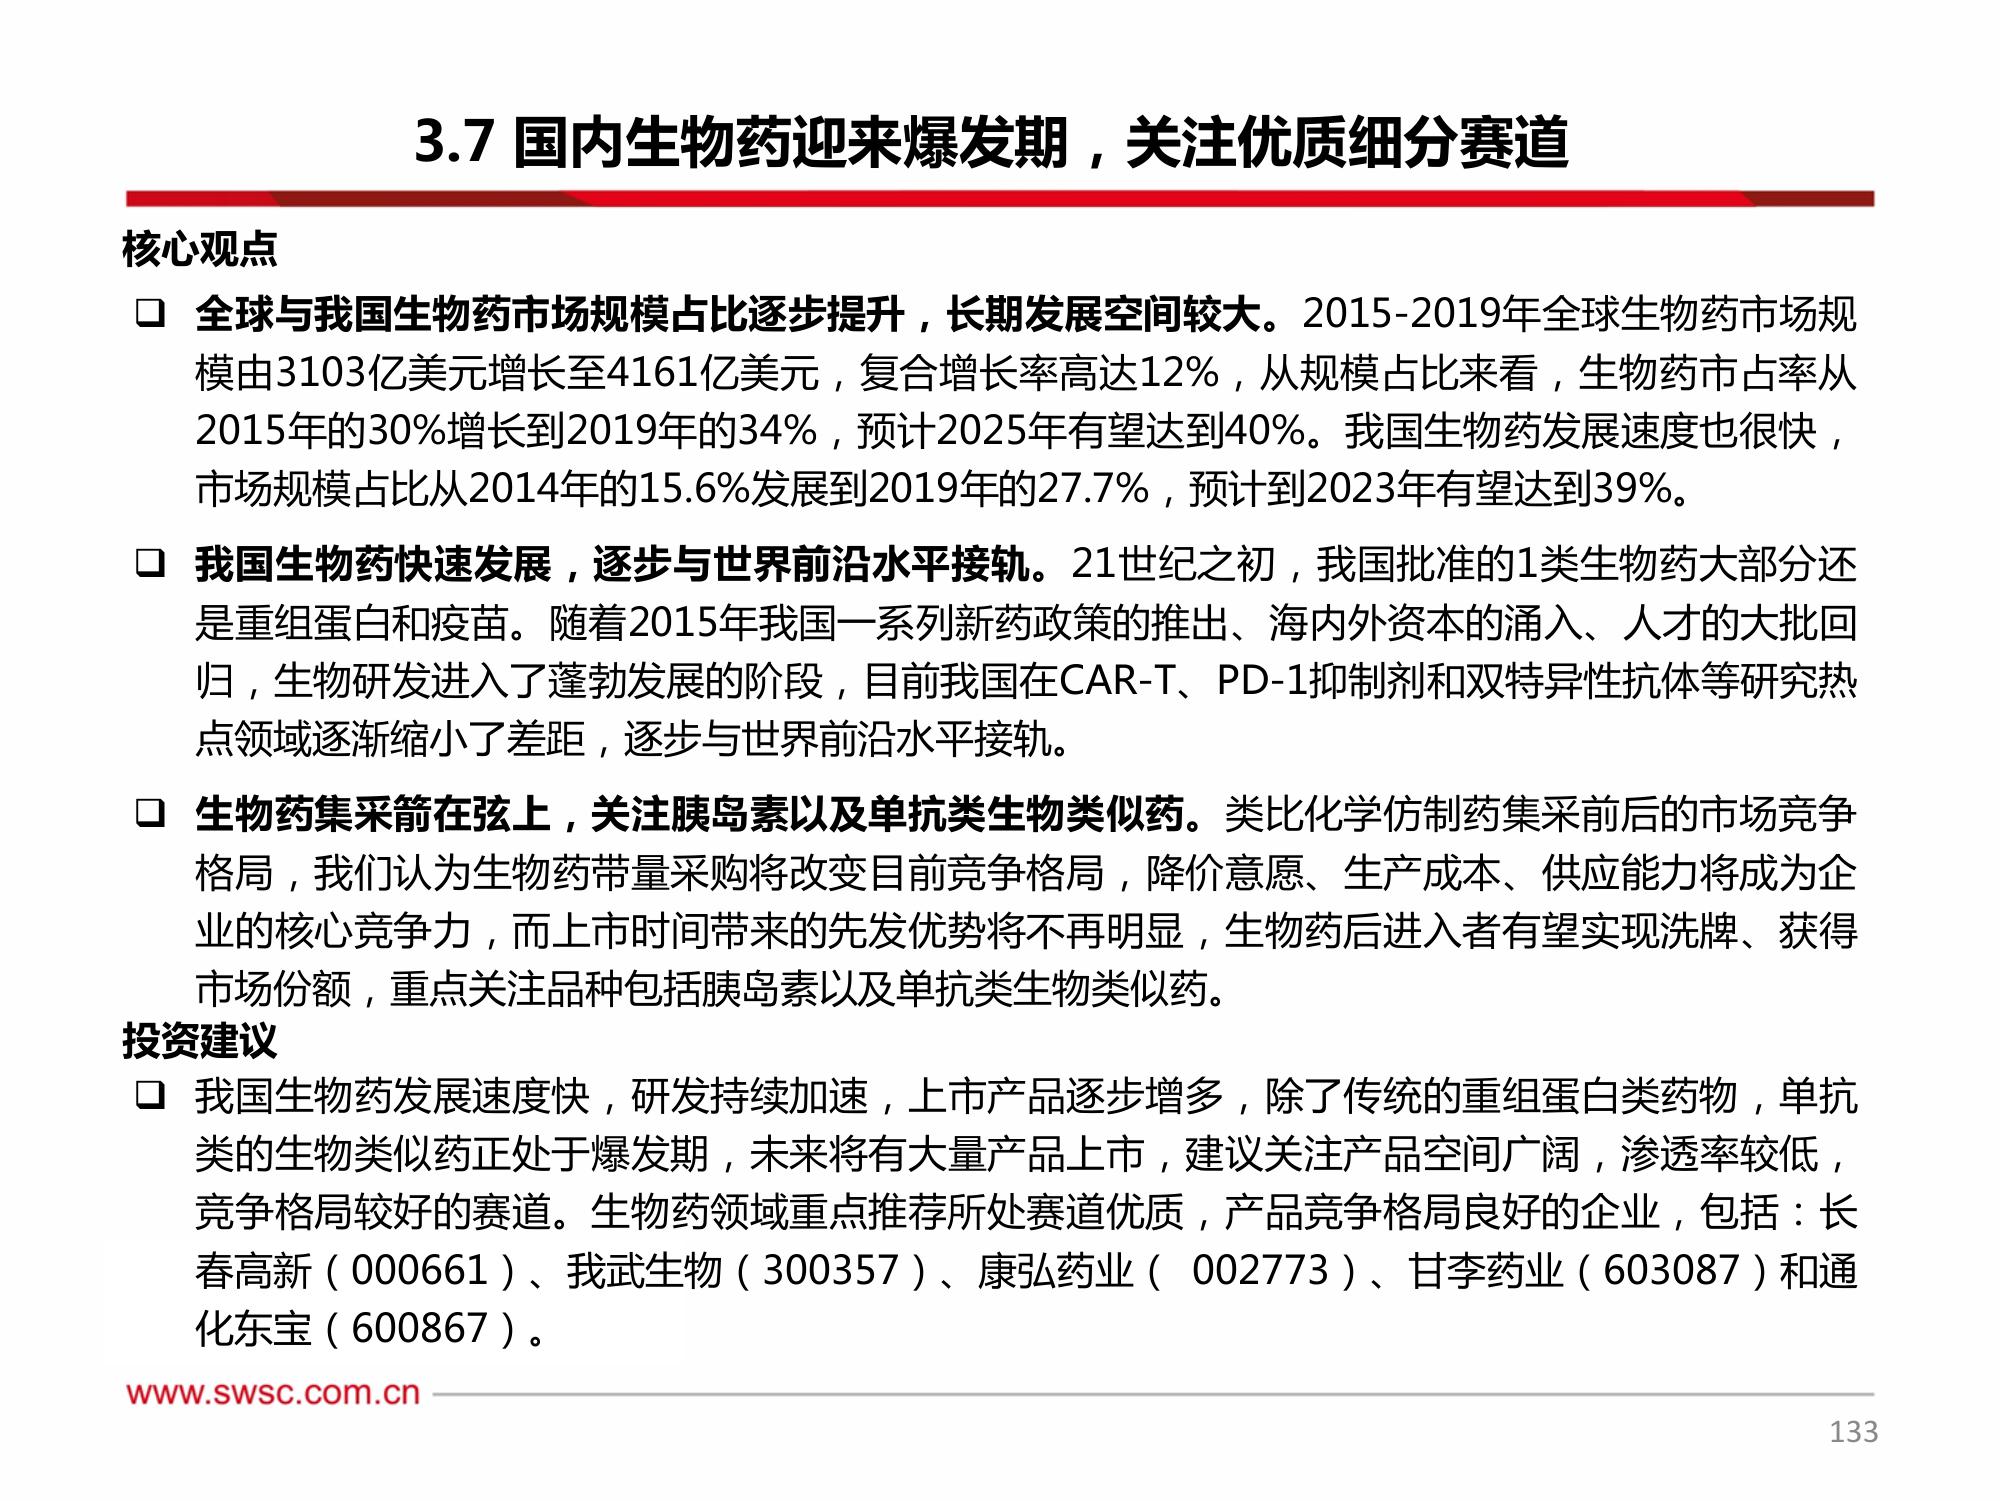 3.7 国内生物药迎来爆发期，关注优质细分赛道
核心观点
❑ 全球与我国生物药市场规模占比逐步提升，长期发展空间较大。2015-2019年全球生物药市场规
模由3103亿美元增长至4161亿美元，复合增长率高达12%，从规模占比来看，生物药市占率从
2015年的30%增长到2019年的34%，预计2025年有望达到40%。我国生物药发展速度也很快，
市场规模占比从2014年的15.6%发展到2019年的27.7%，预计到2023年有望达到39%。
❑ 我国生物药快速发展，逐步与世界前沿水平接轨。21世纪之初，我国批准的1类生物药大部分还
是重组蛋白和疫苗。随着2015年我国一系列新药政策的推出、海内外资本的涌入、人才的大批回
归，生物研发进入了蓬勃发展的阶段，目前我国在CAR-T、PD-1抑制剂和双特异性抗体等研究热
点领域逐渐缩小了差距，逐步与世界前沿水平接轨。
❑ 生物药集采箭在弦上，关注胰岛素以及单抗类生物类似药。类比化学仿制药集采前后的市场竞争
格局，我们认为生物药带量采购将改变目前竞争格局，降价意愿、生产成本、供应能力将成为企
业的核心竞争力，而上市时间带来的先发优势将不再明显，生物药后进入者有望实现洗牌、获得
市场份额，重点关注品种包括胰岛素以及单抗类生物类似药。
投资建议
❑ 我国生物药发展速度快，研发持续加速，上市产品逐步增多，除了传统的重组蛋白类药物，单抗
类的生物类似药正处于爆发期，未来将有大量产品上市，建议关注产品空间广阔，渗透率较低，
竞争格局较好的赛道。生物药领域重点推荐所处赛道优质，产品竞争格局良好的企业，包括：长
春高新（000661）、我武生物（300357）、康弘药业（ 002773）、甘李药业（603087）和通
化东宝（600867）。
www.swsc.com.cn
133